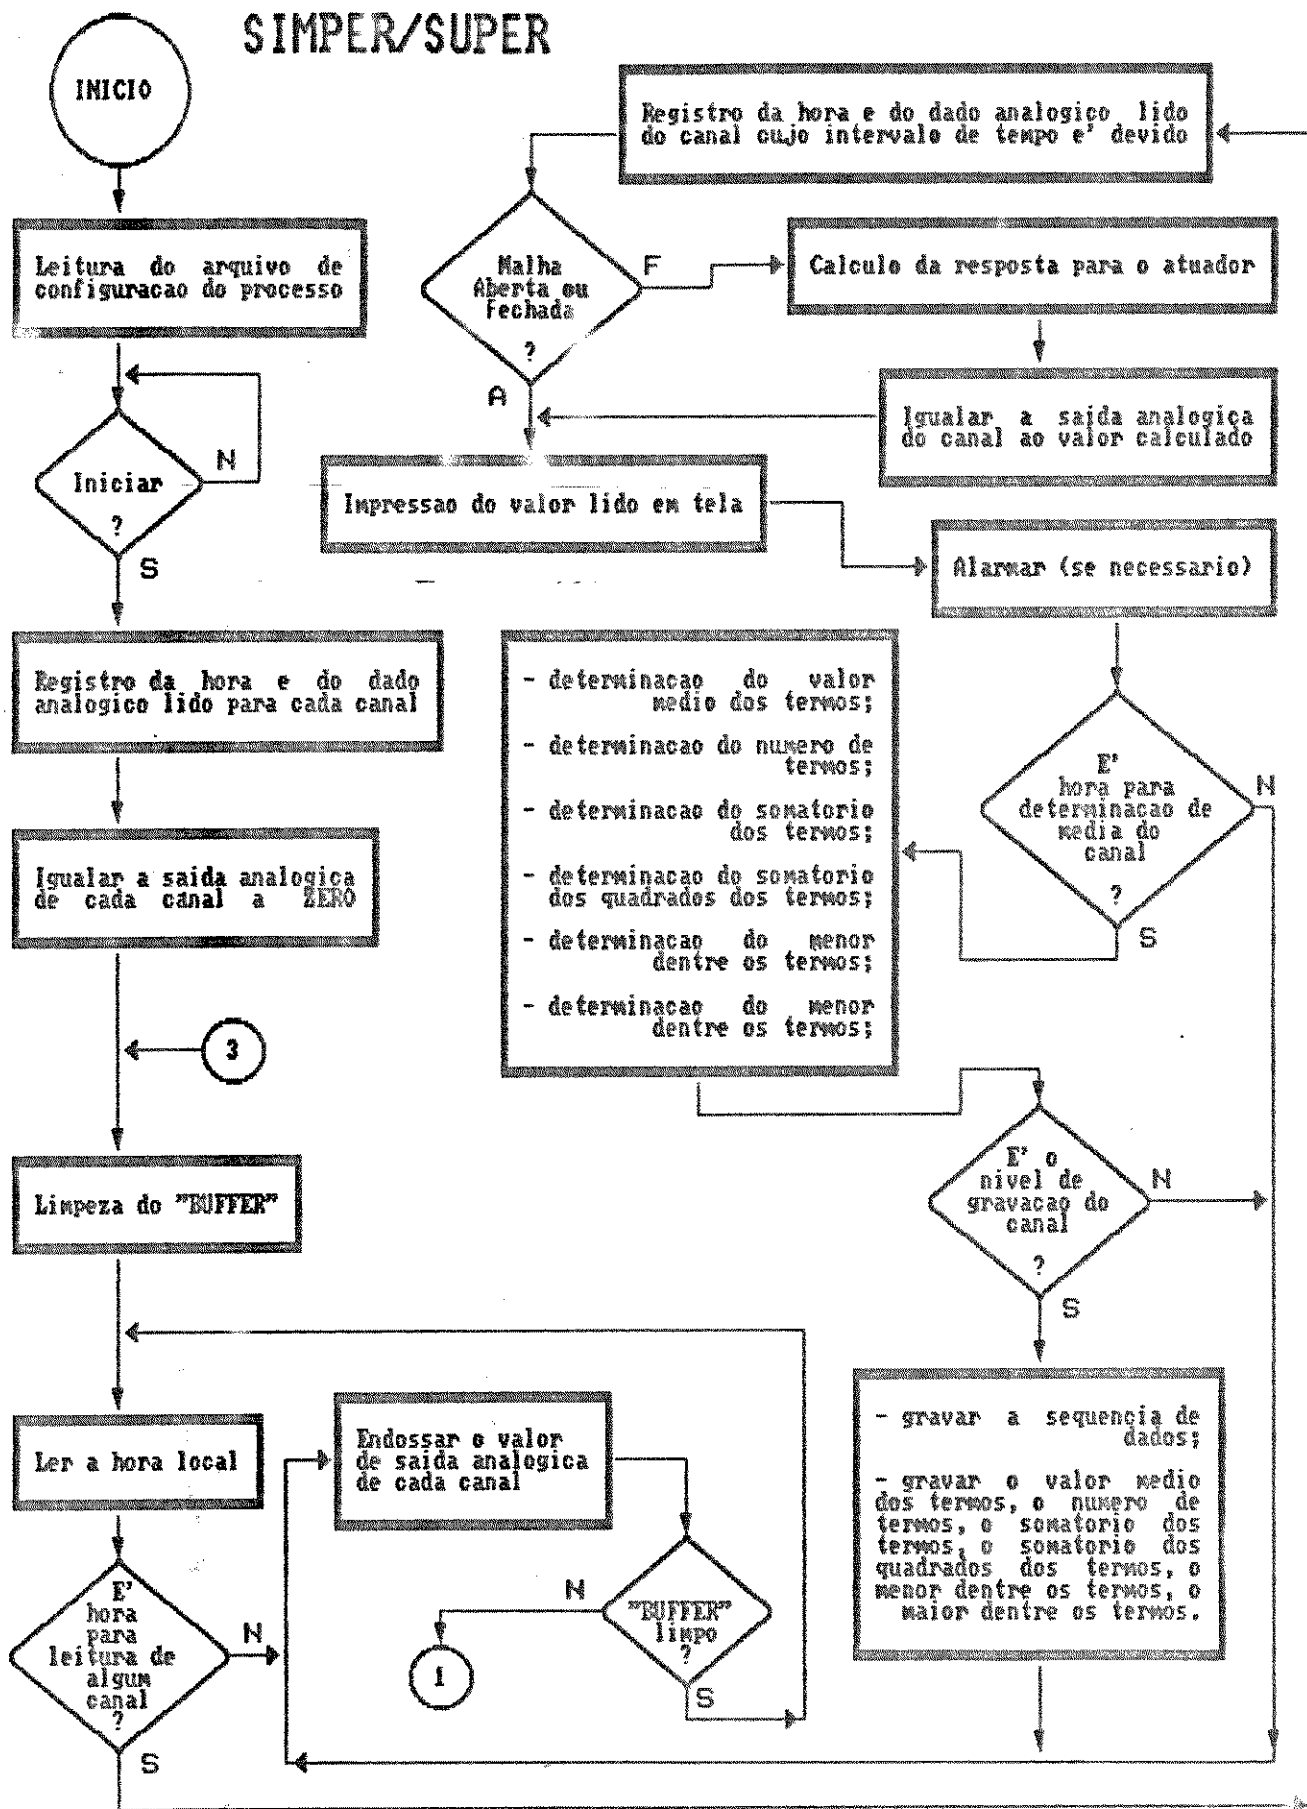 SIMPER/SUPER
INICIO
Leitura do arquivo de
configuracao do processo
Iniciar
?
N
S
Registro da hora e do dado
analogico lido para cada canal
Igualar a saida analogica
de cada canal a ZERO
3
Limpeza do "BUFFER"
Ler a hora local
E'
hora
para
leitura de
algum
canal
?
N
S
Endossar o valor
de saida analogica
de cada canal
"BUFFER"
limpo
?
N
S
1
Registro da hora e do dado analogico lido
do canal cujo intervalo de tempo e' devido
Malha
Aberta ou
Fechada
?
F
A
Calculo da resposta para o atuador
Igualar a saida analogica
do canal ao valor calculado
Impressao do valor lido em tela
Alarmar (se necessario)
E'
hora para
determinacao de
media do
canal
?
N
S
- determinacao do valor
medio dos termos;
- determinacao do numero de
termos;
- determinacao do somatorio
dos termos;
- determinacao do somatorio
dos quadrados dos termos;
- determinacao do menor
dentre os termos;
- determinacao do menor
dentre os termos;
E' o
nivel de
gravacao do
canal
?
N
S
- gravar a sequencia de
dados;
- gravar o valor medio
dos termos, o numero de
termos, o somatorio dos
termos, o somatorio dos
quadrados dos termos, o
menor dentre os termos, o
maior dentre os termos.